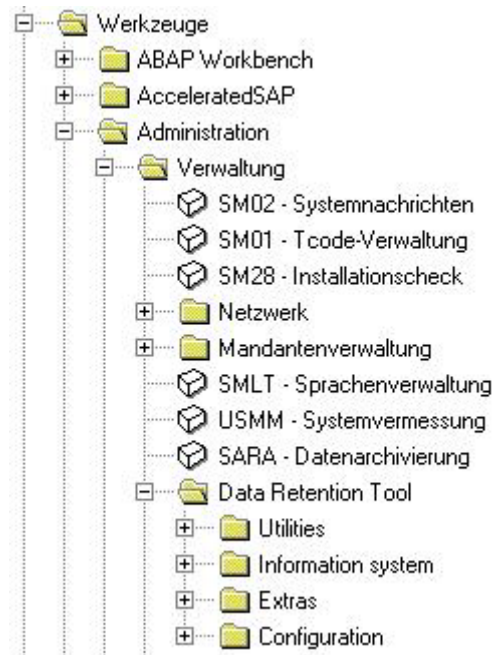 Werkzeuge
ABAP Workbench
AcceleratedSAP
Administration
Verwaltung
SM02 - Systemnachrichten
SM01 - Tcode-Verwaltung
SM28 - Installationscheck
Netzwerk
Mandantenverwaltung
SMLT - Sprachenverwaltung
USMM - Systemvermessung
SARA - Datenarchivierung
Data Retention Tool
Utilities
Information system
Extras
Configuration